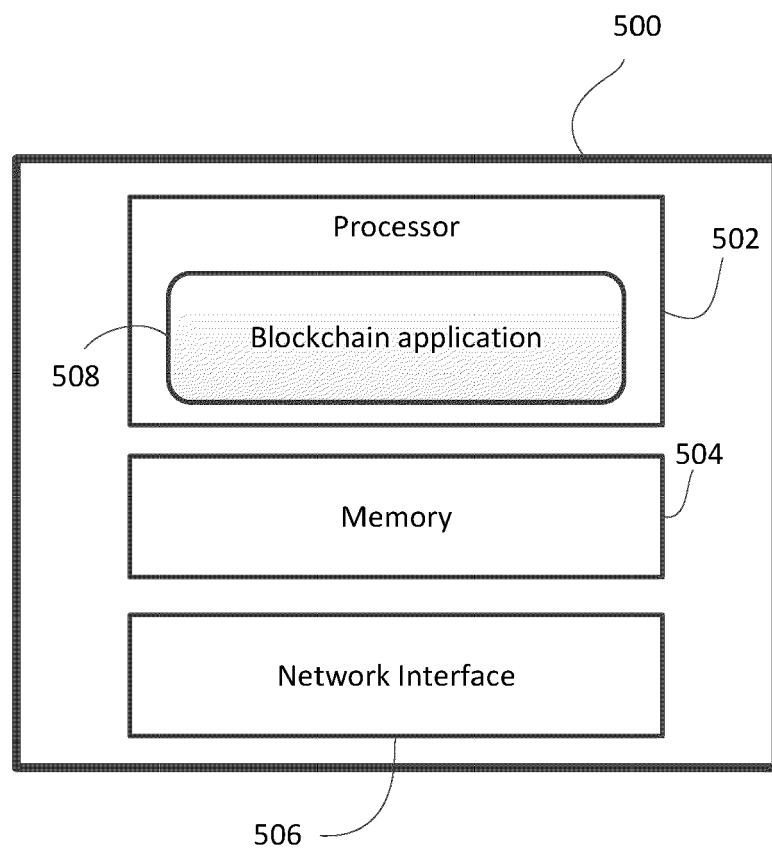 500
Processor
502
Blockchain application
508
504
Memory
Network Interface
506